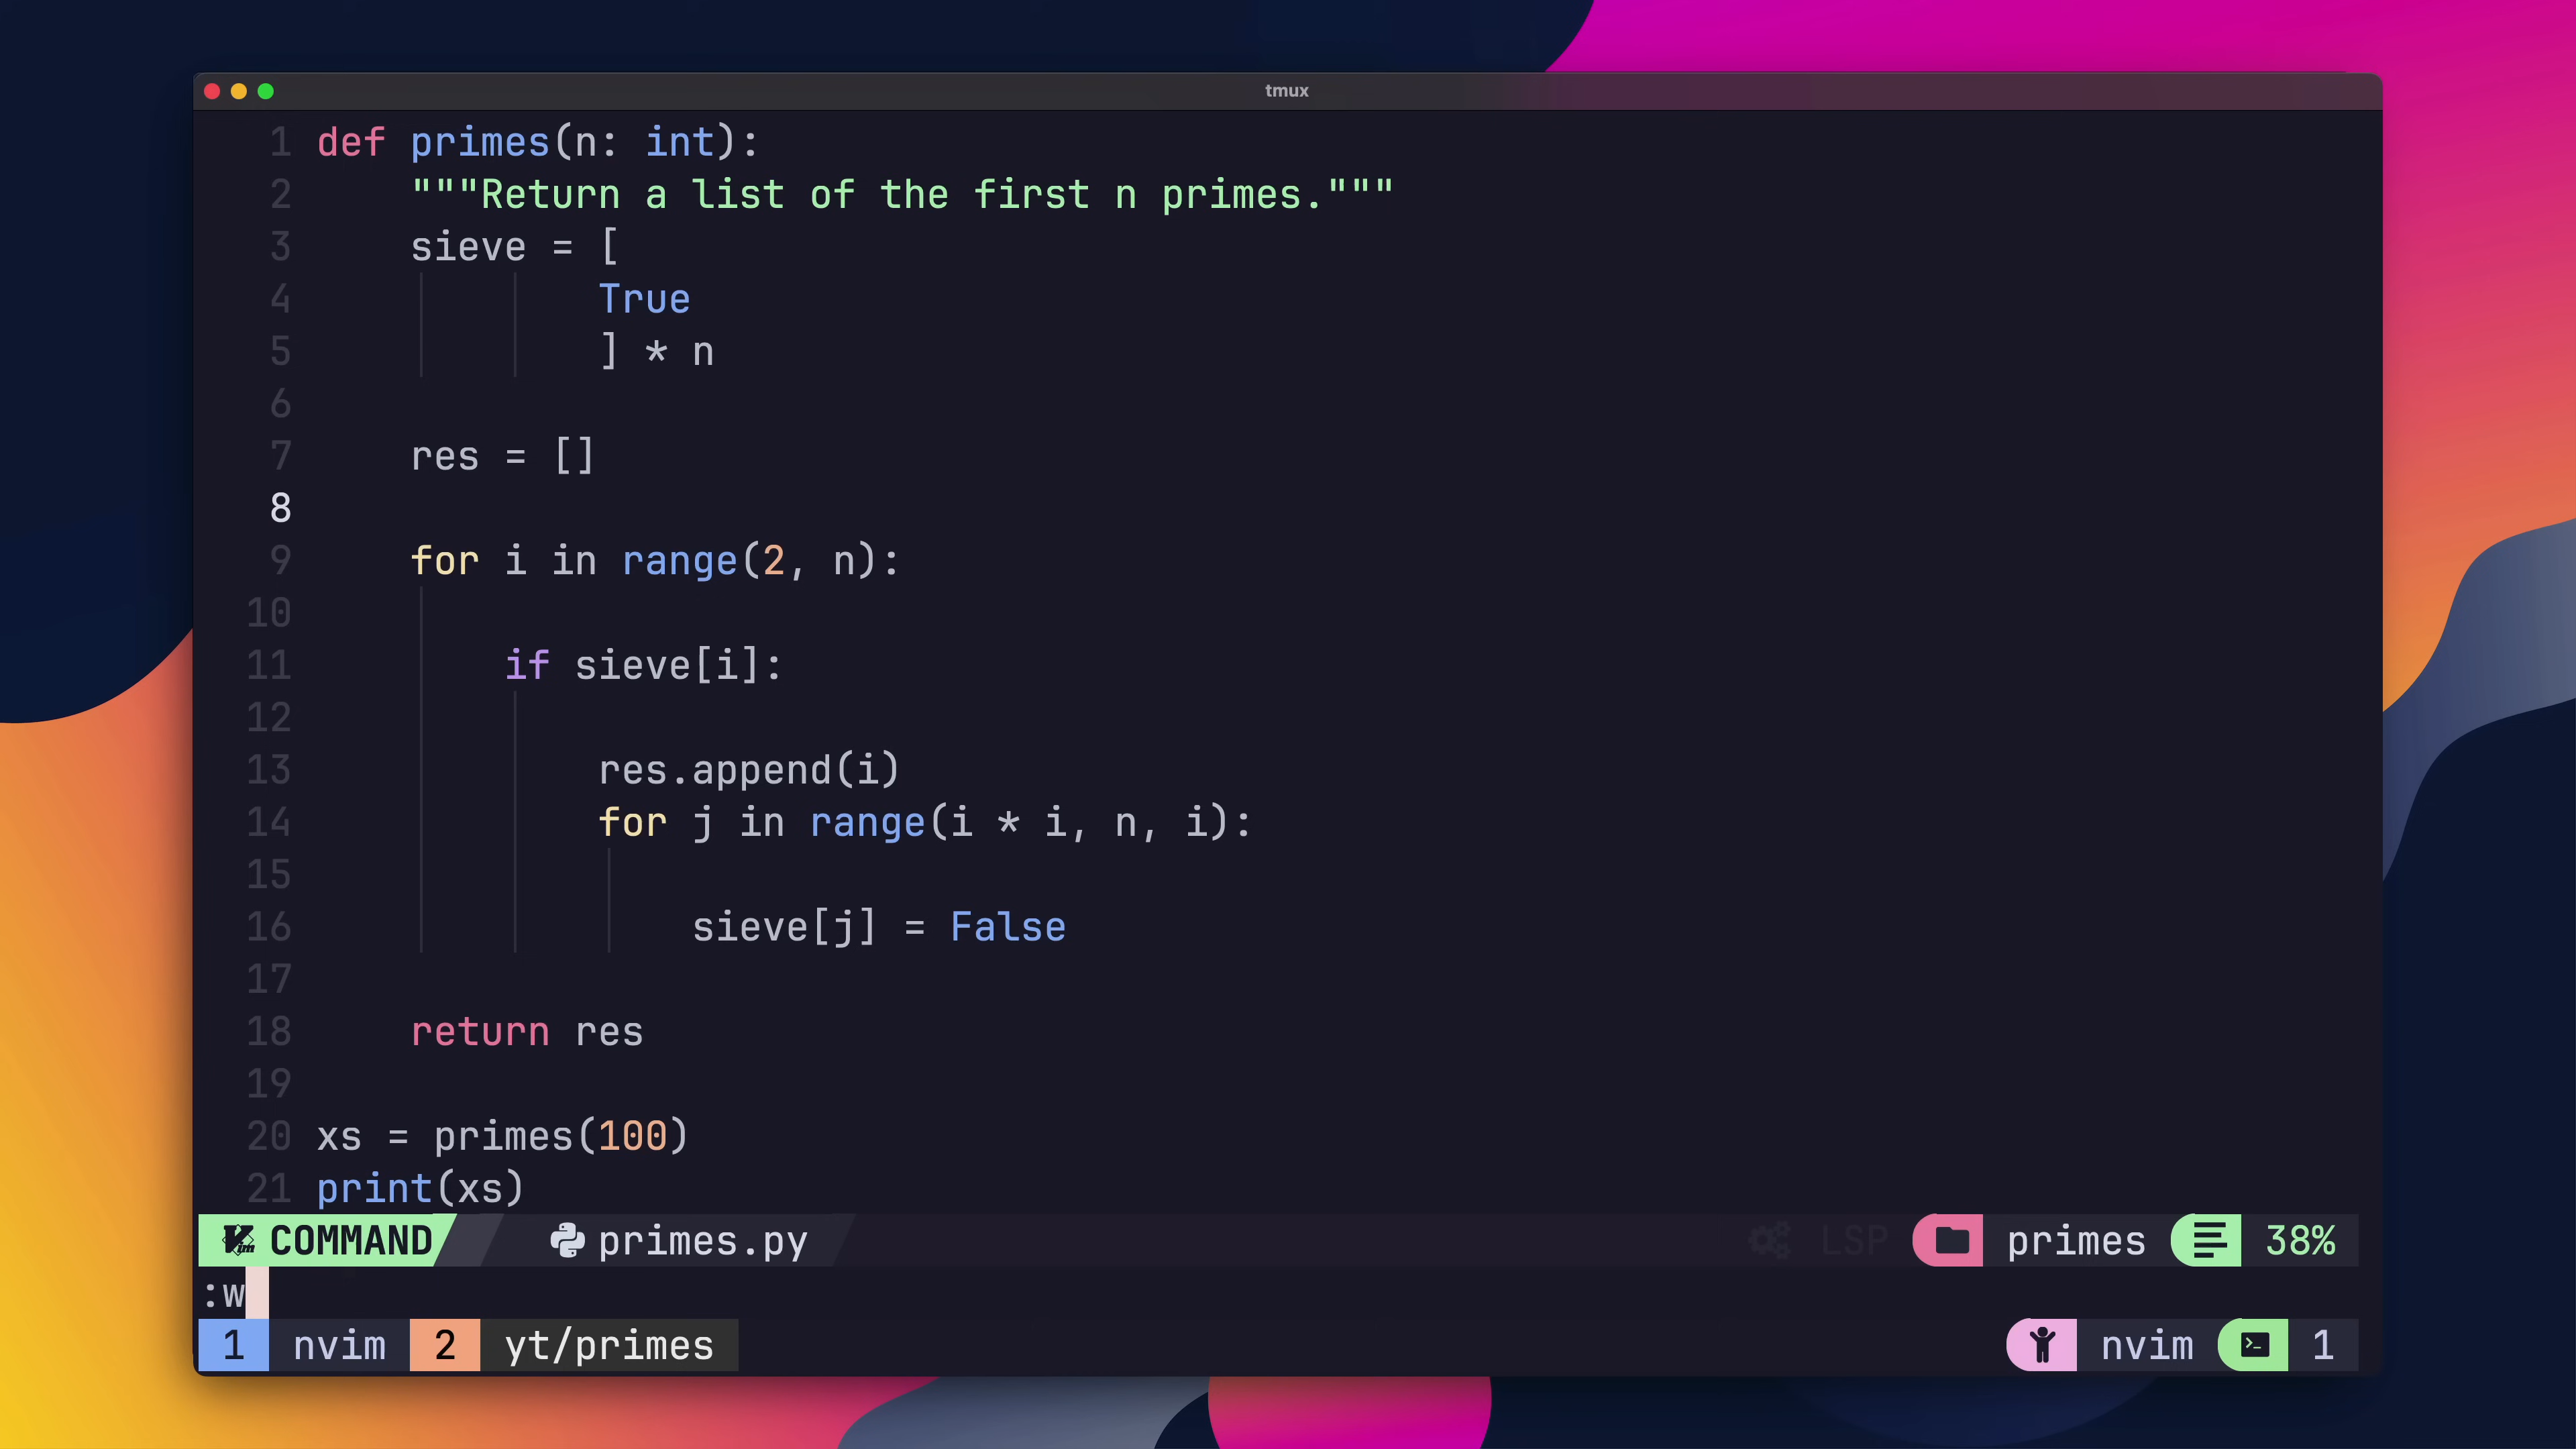 tmux
1 def primes(n: int):
2     """Return a list of the first n primes."""
3     sieve = [
4             True
5             ] * n
6
7     res = []
8
9     for i in range(2, n):
10
11         if sieve[i]:
12
13             res.append(i)
14             for j in range(i * i, n, i):
15
16                 sieve[j] = False
17
18     return res
19
20 xs = primes(100)
21 print(xs)
COMMAND primes.py LSP primes 38%
:w
1 nvim 2 yt/primes nvim 1